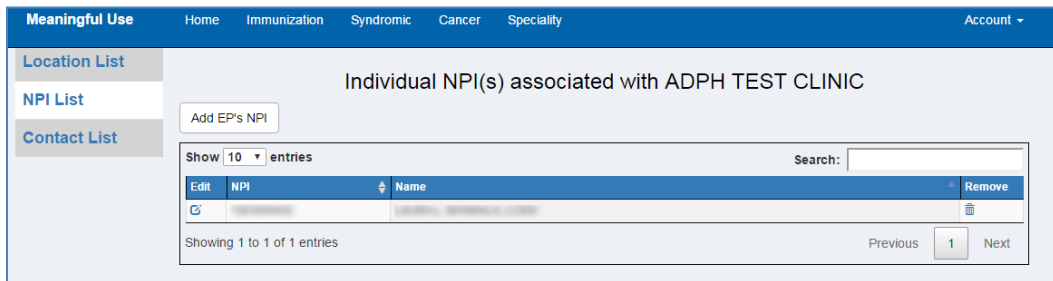 Meaningful Use Home Immunization Syndromic Cancer Speciality Account
Location List
NPI List
Contact List
Individual NPI(s) associated with ADPH TEST CLINIC
Add EP's NPI
Show 10 entries Search:
Edit NPI Name Remove
Showing 1 to 1 of 1 entries Previous 1 Next